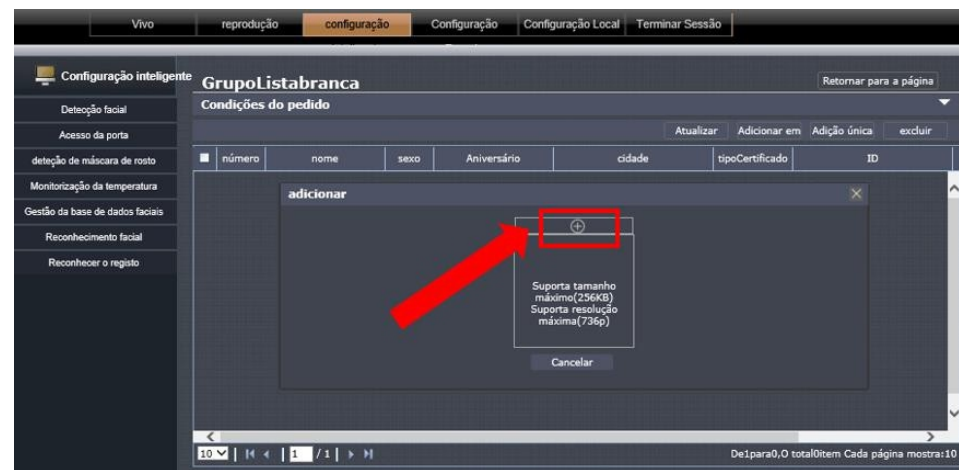 Vivo
reprodução
configuração
Configuração
Configuração Local
Terminar Sessão
Configuração inteligente
Detecção facial
Acesso da porta
deteção de máscara de rosto
Monitorização da temperatura
Gestão da base de dados faciais
Reconhecimento facial
Reconhecer o registo
GrupoListabranca
Retornar para a página
Condições do pedido
Atualizar
Adicionar em
Adição única
excluir
número
nome
sexo
Aniversário
cidade
tipoCertificado
ID
adicionar
Suporta tamanho
máximo(256KB)
Suporta resolução
máxima(736p)
Cancelar
10
1 / 1
De1para0,O total0item Cada página mostra:10